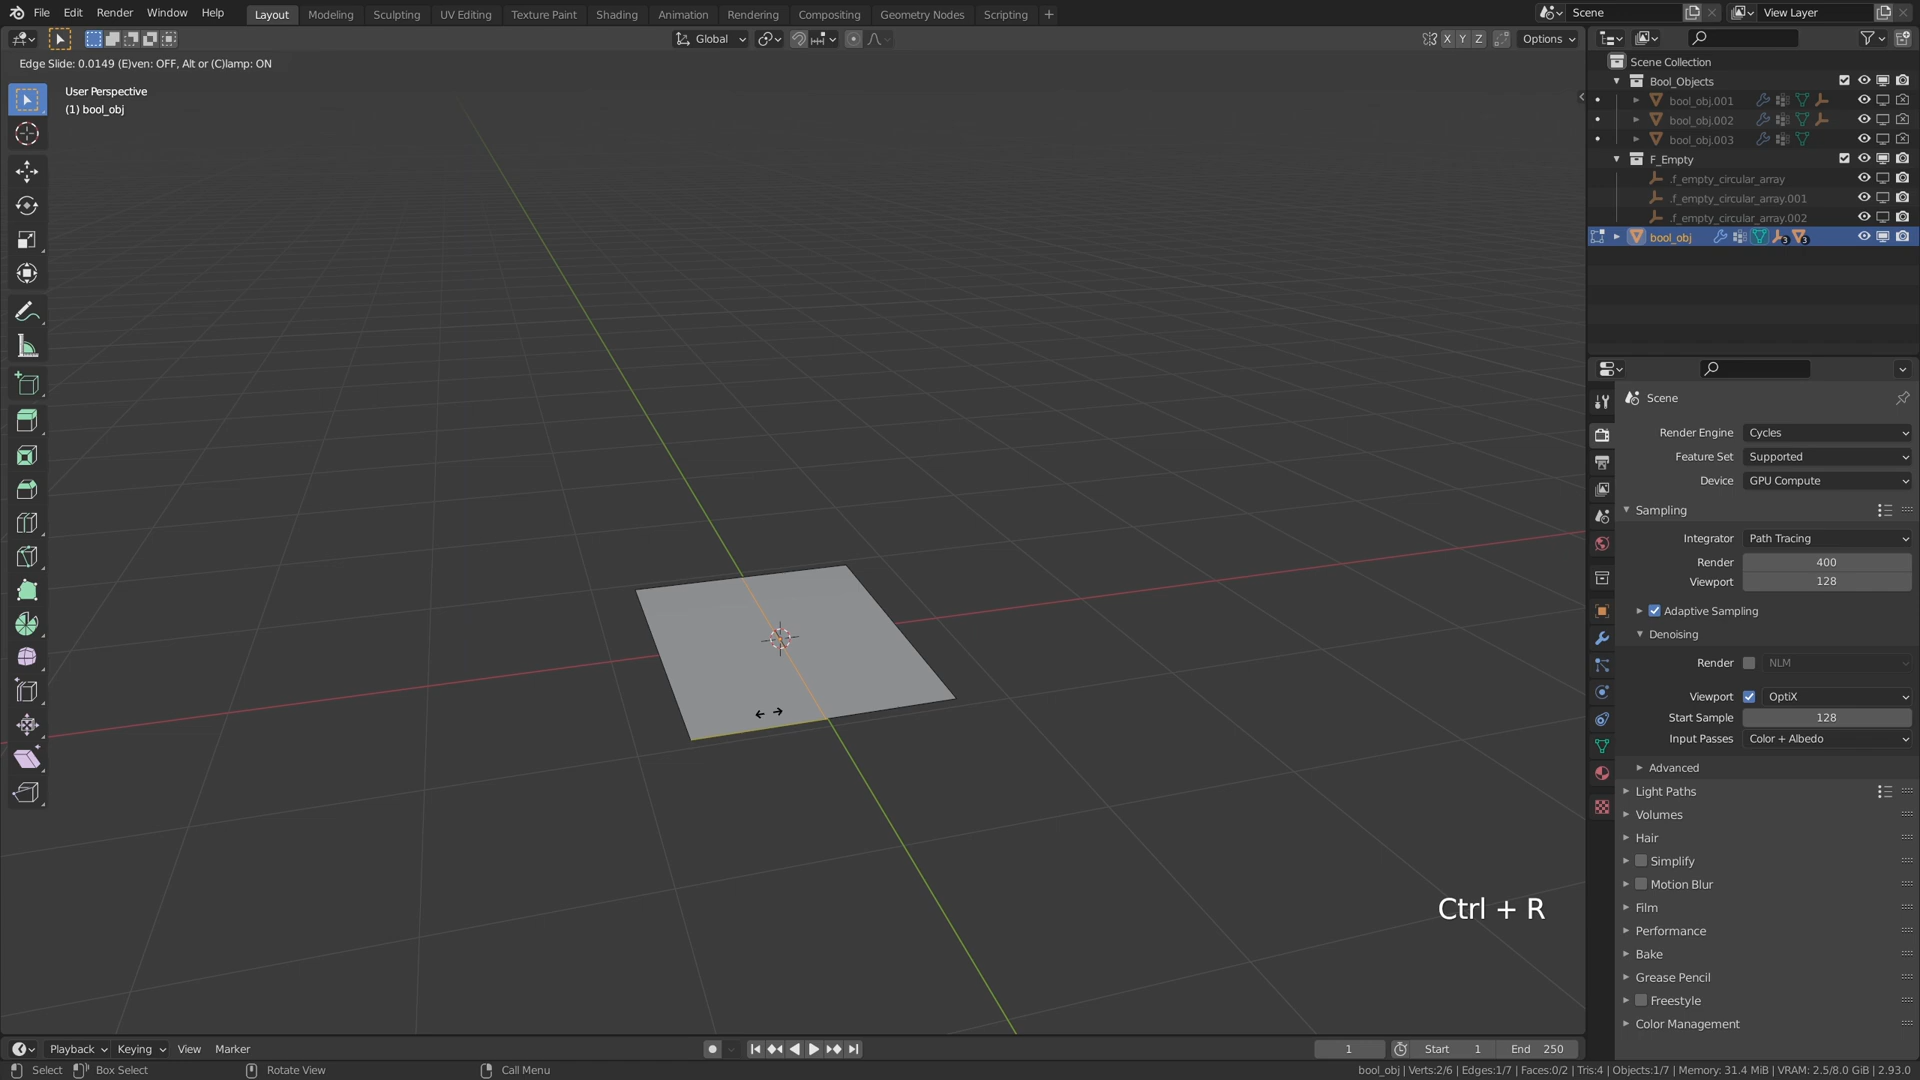 File Edit Render Window Help Layout Modeling Sculpting UV Editing Texture Paint Shading Animation Rendering Compositing Geometry Nodes Scripting + Scene View Layer
Global X Y Z Options
Edge Slide: 0.0149 (E)ven: OFF, Alt or (C)lamp: ON
User Perspective
(1) bool_obj
Scene Collection
Bool_Objects
bool_obj.001
bool_obj.002
bool_obj.003
F_Empty
.f_empty_circular_array
.f_empty_circular_array.001
.f_empty_circular_array.002
bool_obj 3 3
Scene
Render Engine Cycles
Feature Set Supported
Device GPU Compute
Sampling
Integrator Path Tracing
Render 400
Viewport 128
Adaptive Sampling
Denoising
Render NLM
Viewport OptiX
Start Sample 128
Input Passes Color + Albedo
Advanced
Light Paths
Volumes
Hair
Simplify
Motion Blur
Film
Performance
Bake
Grease Pencil
Freestyle
Color Management
Ctrl + R
Playback Keying View Marker 1 Start 1 End 250
Select Box Select Rotate View Call Menu bool_obj | Verts:2/6 | Edges:1/7 | Faces:0/2 | Tris:4 | Objects:1/7 | Memory: 31.4 MiB | VRAM: 2.5/8.0 GiB | 2.93.0